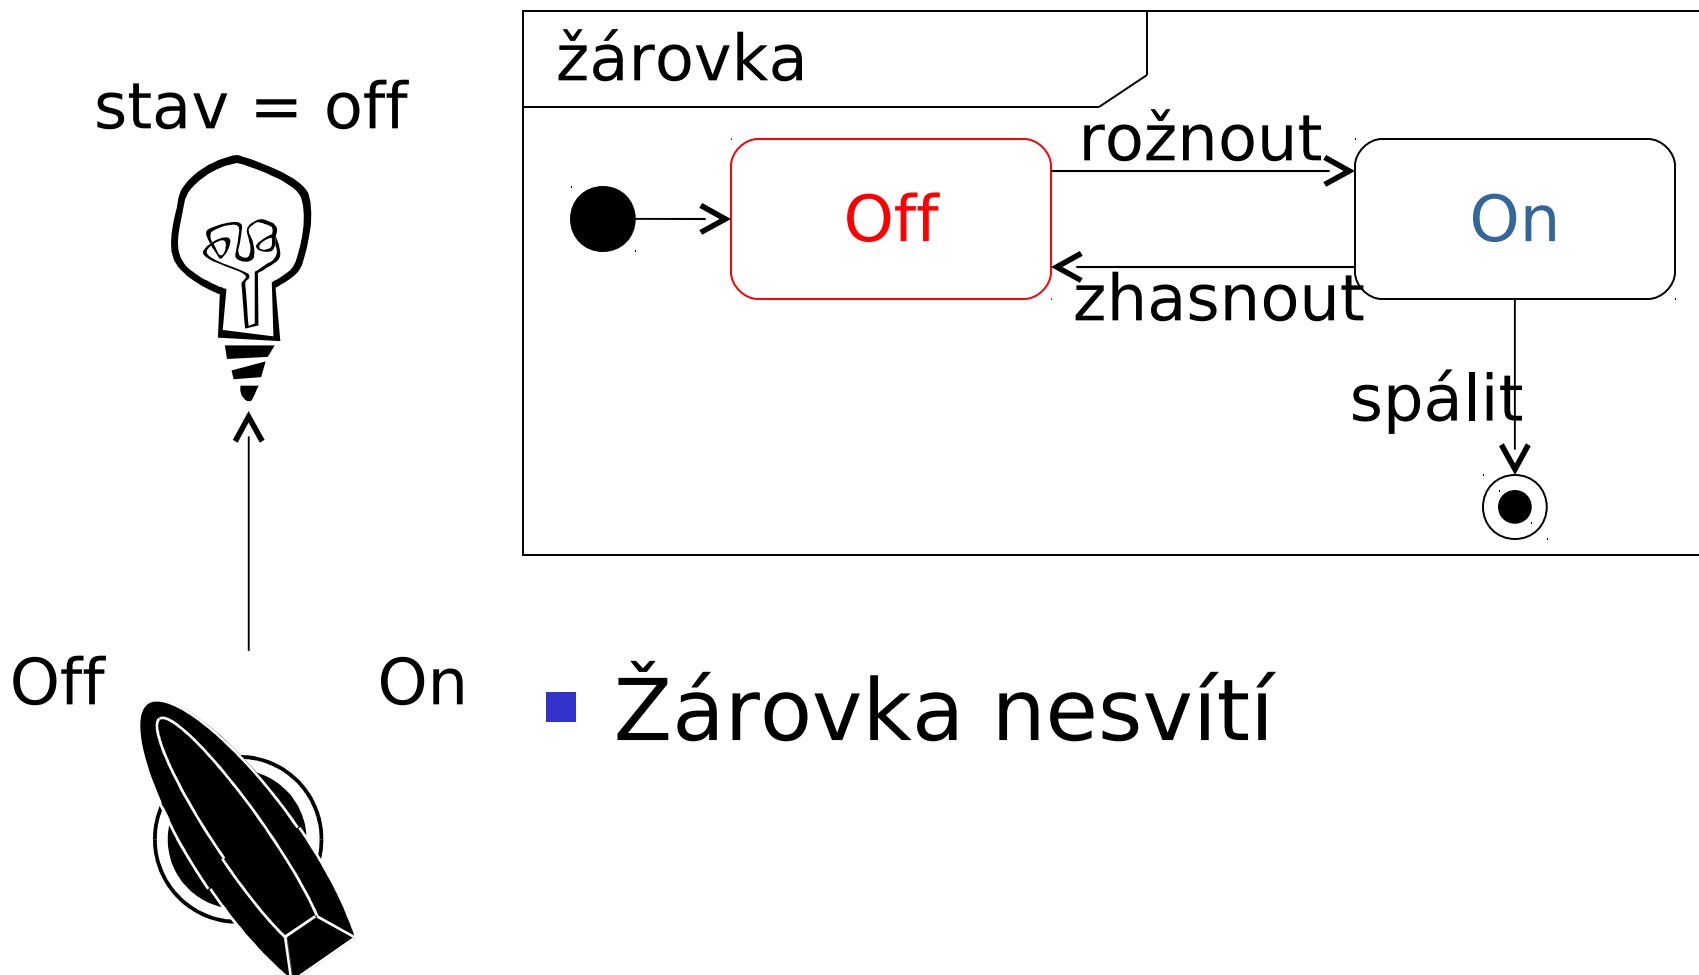 stav = off
žárovka
rožnout
Off
On
zhasnout
spálit
Off
On
Žárovka nesvítí